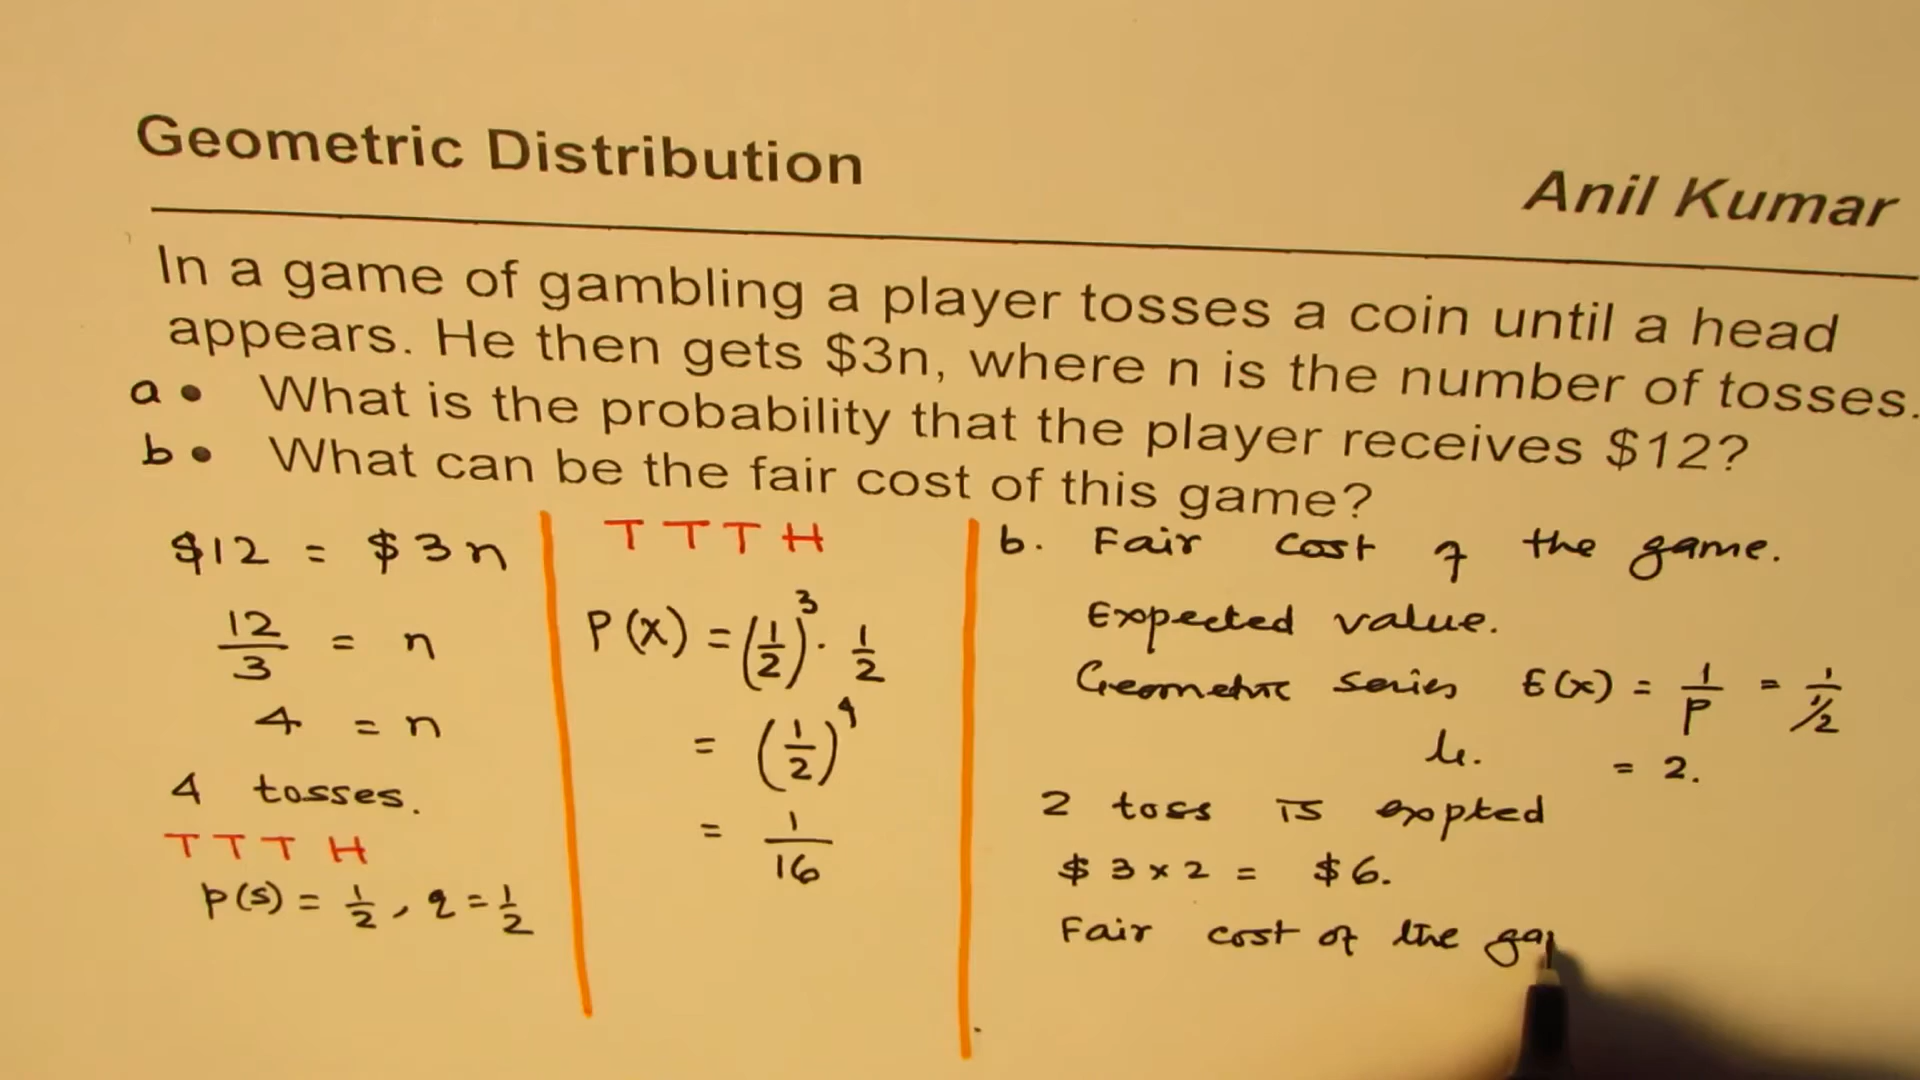 Geometric Distribution
Anil Kumar
In a game of gambling a player tosses a coin until a head
appears. He then gets $3n, where n is the number of tosses.
a • What is the probability that the player receives $12?
b • What can be the fair cost of this game?
$12 = $3n
12/3 = n
4 = n
4 tosses.
T T T H
p(s) = 1/2, q = 1/2
T T T H
P(x) = (1/2)³ · 1/2
= (1/2)⁴
= 1/16
b. Fair cost of the game.
Expected value.
Geometric series E(x) = 1/P = 1/1/2
= 2.
2 toss is expted
$3 × 2 = $6.
Fair cost of the ga